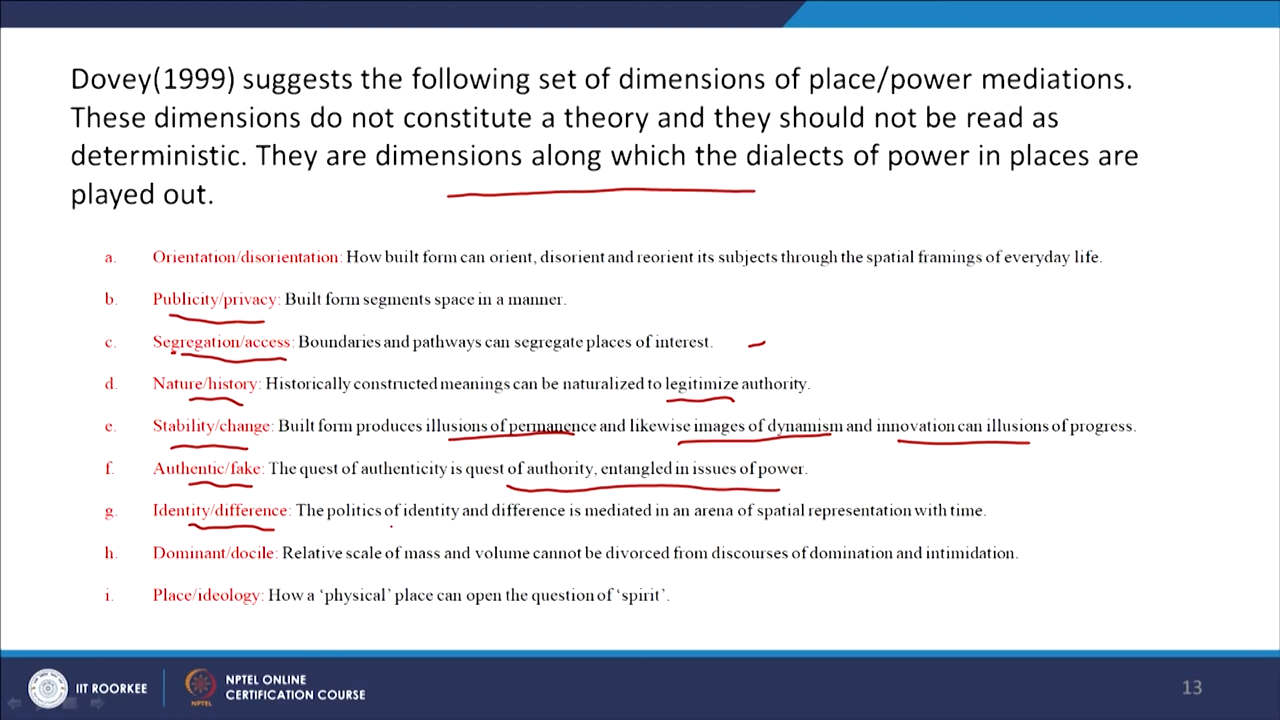 Dovey(1999) suggests the following set of dimensions of place/power mediations.
These dimensions do not constitute a theory and they should not be read as
deterministic. They are dimensions along which the dialects of power in places are
played out.
a. Orientation/disorientation: How built form can orient, disorient and reorient its subjects through the spatial framings of everyday life.
b. Publicity/privacy: Built form segments space in a manner.
c. Segregation/access: Boundaries and pathways can segregate places of interest.
d. Nature/history: Historically constructed meanings can be naturalized to legitimize authority.
e. Stability/change: Built form produces illusions of permanence and likewise images of dynamism and innovation can illusions of progress.
f. Authentic/fake: The quest of authenticity is quest of authority, entangled in issues of power.
g. Identity/difference: The politics of identity and difference is mediated in an arena of spatial representation with time.
h. Dominant/docile: Relative scale of mass and volume cannot be divorced from discourses of domination and intimidation.
i. Place/ideology: How a ‘physical’ place can open the question of ‘spirit’.
IIT ROORKEE
NPTEL
NPTEL ONLINE
CERTIFICATION COURSE
13